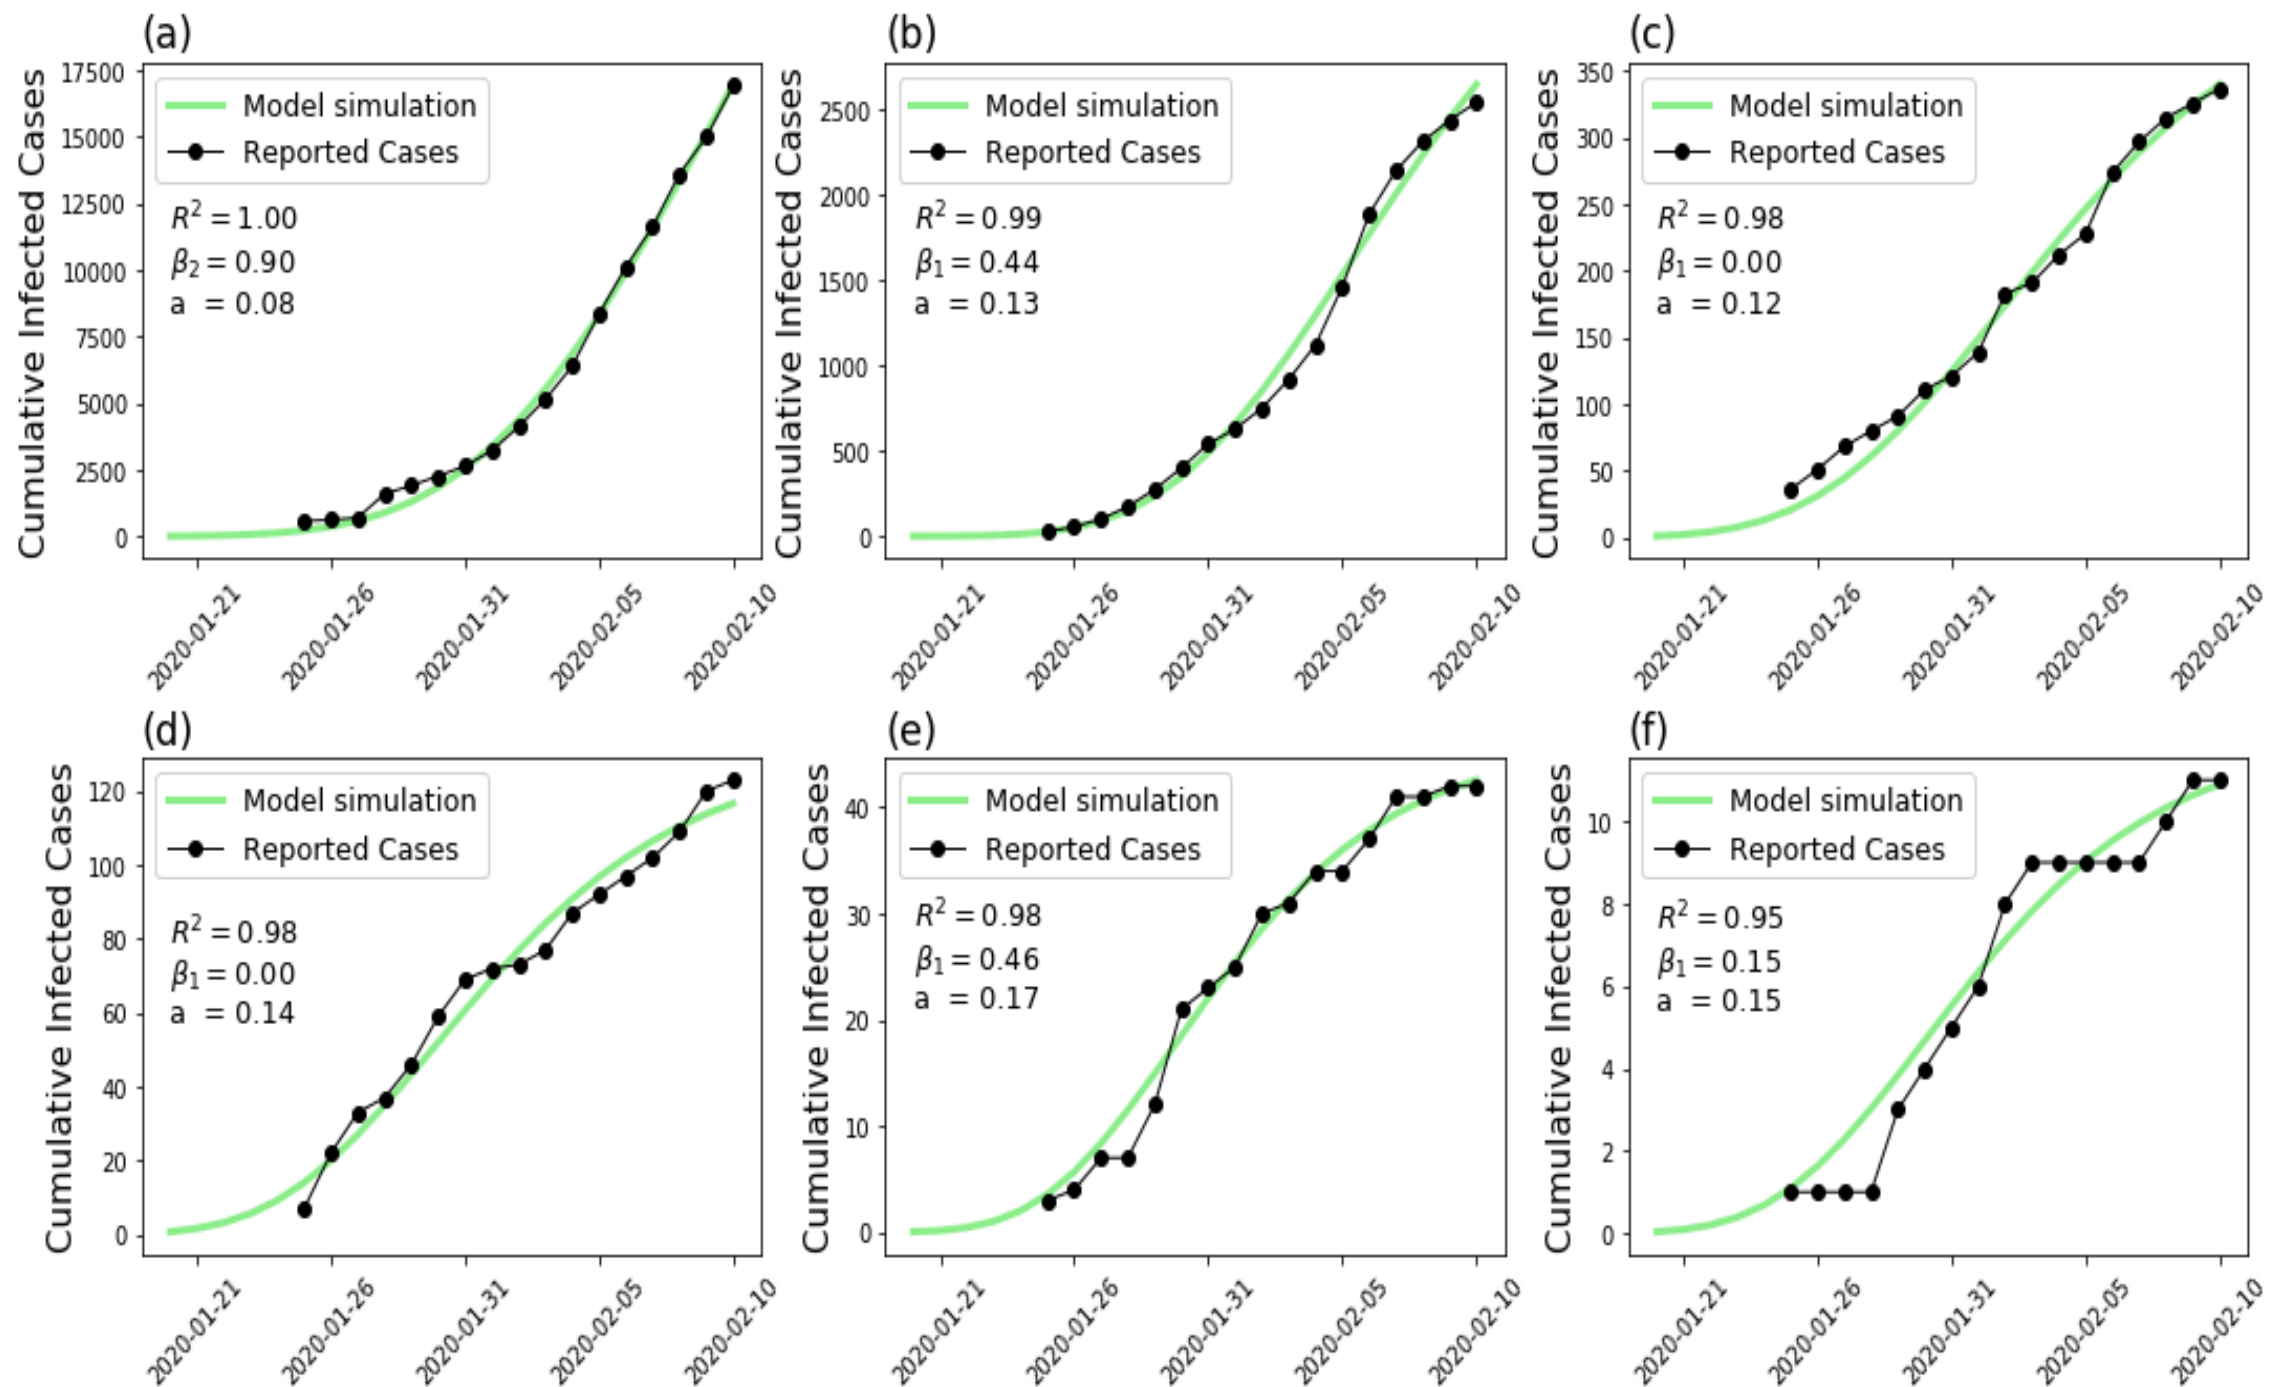 (a)
Cumulative Infected Cases
17500
15000
12500
10000
7500
5000
2500
0
Model simulation
Reported Cases
R² = 1.00
β₂ = 0.90
a = 0.08
2020-01-21
2020-01-26
2020-01-31
2020-02-05
2020-02-10
(b)
Cumulative Infected Cases
2500
2000
1500
1000
500
0
Model simulation
Reported Cases
R² = 0.99
β₁ = 0.44
a = 0.13
2020-01-21
2020-01-26
2020-01-31
2020-02-05
2020-02-10
(c)
Cumulative Infected Cases
350
300
250
200
150
100
50
0
Model simulation
Reported Cases
R² = 0.98
β₁ = 0.00
a = 0.12
2020-01-21
2020-01-26
2020-01-31
2020-02-05
2020-02-10
(d)
Cumulative Infected Cases
120
100
80
60
40
20
0
Model simulation
Reported Cases
R² = 0.98
β₁ = 0.00
a = 0.14
2020-01-21
2020-01-26
2020-01-31
2020-02-05
2020-02-10
(e)
Cumulative Infected Cases
40
30
20
10
0
Model simulation
Reported Cases
R² = 0.98
β₁ = 0.46
a = 0.17
2020-01-21
2020-01-26
2020-01-31
2020-02-05
2020-02-10
(f)
Cumulative Infected Cases
10
8
6
4
2
0
Model simulation
Reported Cases
R² = 0.95
β₁ = 0.15
a = 0.15
2020-01-21
2020-01-26
2020-01-31
2020-02-05
2020-02-10